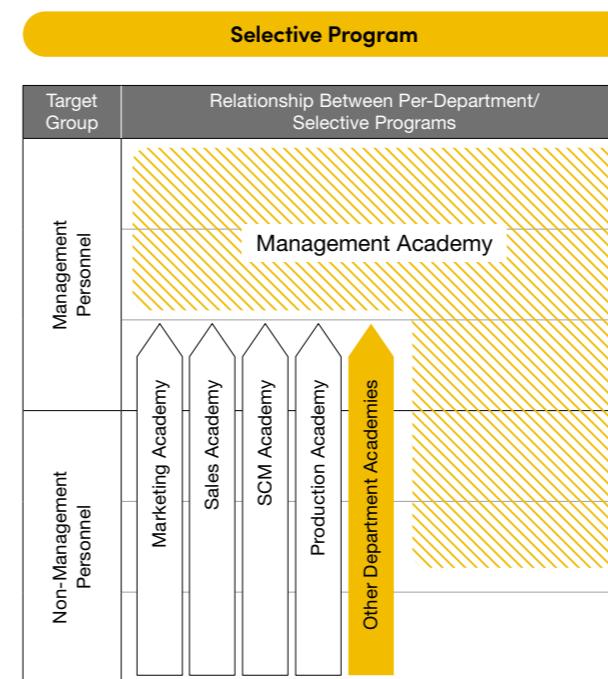 Selective Program
Target
Group
Relationship Between Per-Department/
Selective Programs
Management
Personnel
Management Academy
Non-Management
Personnel
Marketing Academy
Sales Academy
SCM Academy
Production Academy
Other Department Academies